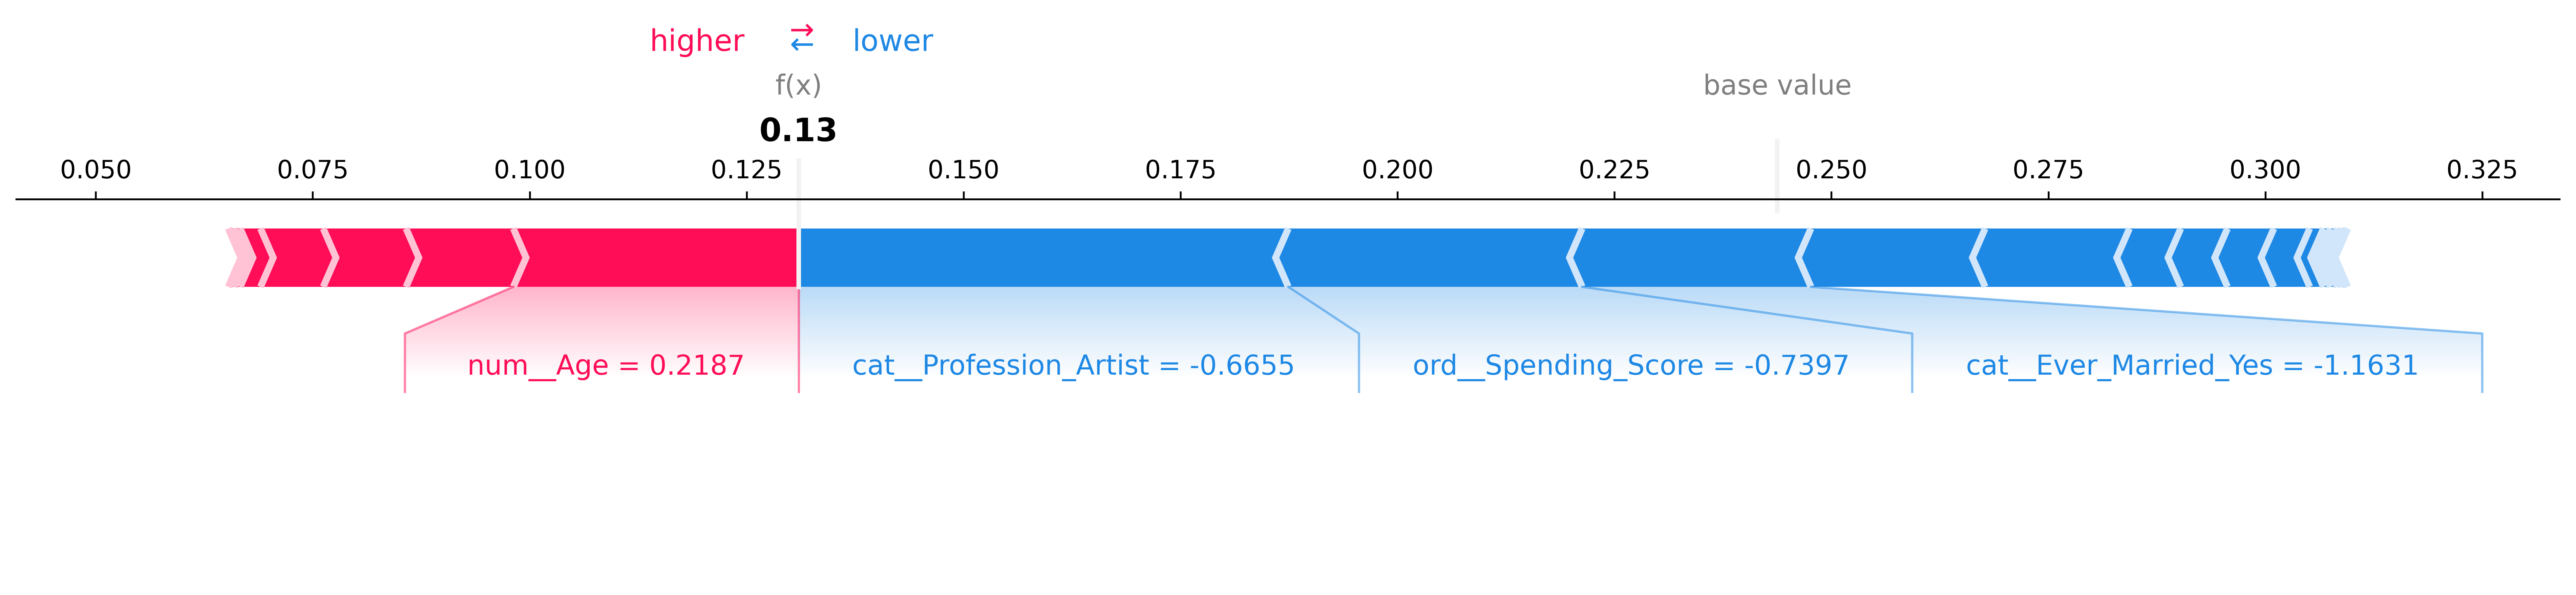 higher ⇄ lower
f(x) base value
0.13
0.050 0.075 0.100 0.125 0.150 0.175 0.200 0.225 0.250 0.275 0.300 0.325
num__Age = 0.2187 cat__Profession_Artist = -0.6655 ord__Spending_Score = -0.7397 cat__Ever_Married_Yes = -1.1631